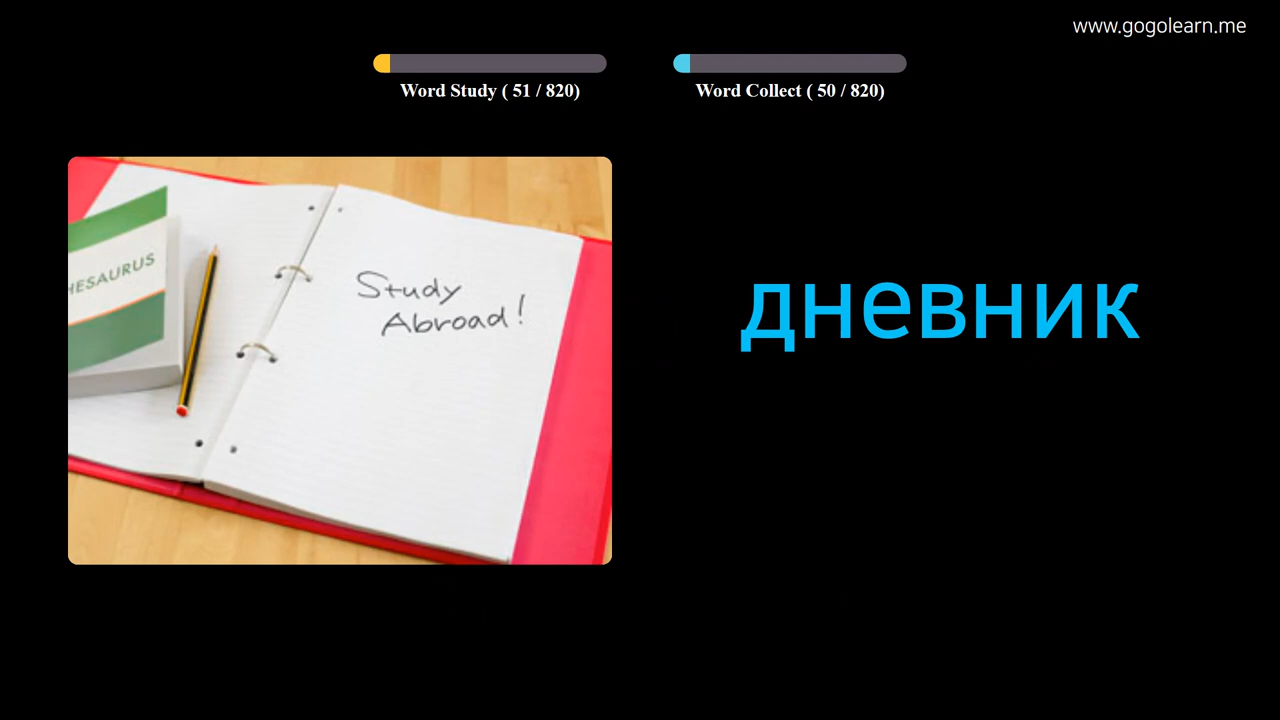 www.gogolearn.me
Word Study ( 51 / 820)
Word Collect ( 50 / 820)
HESAURUS
Study
Abroad!
дневник